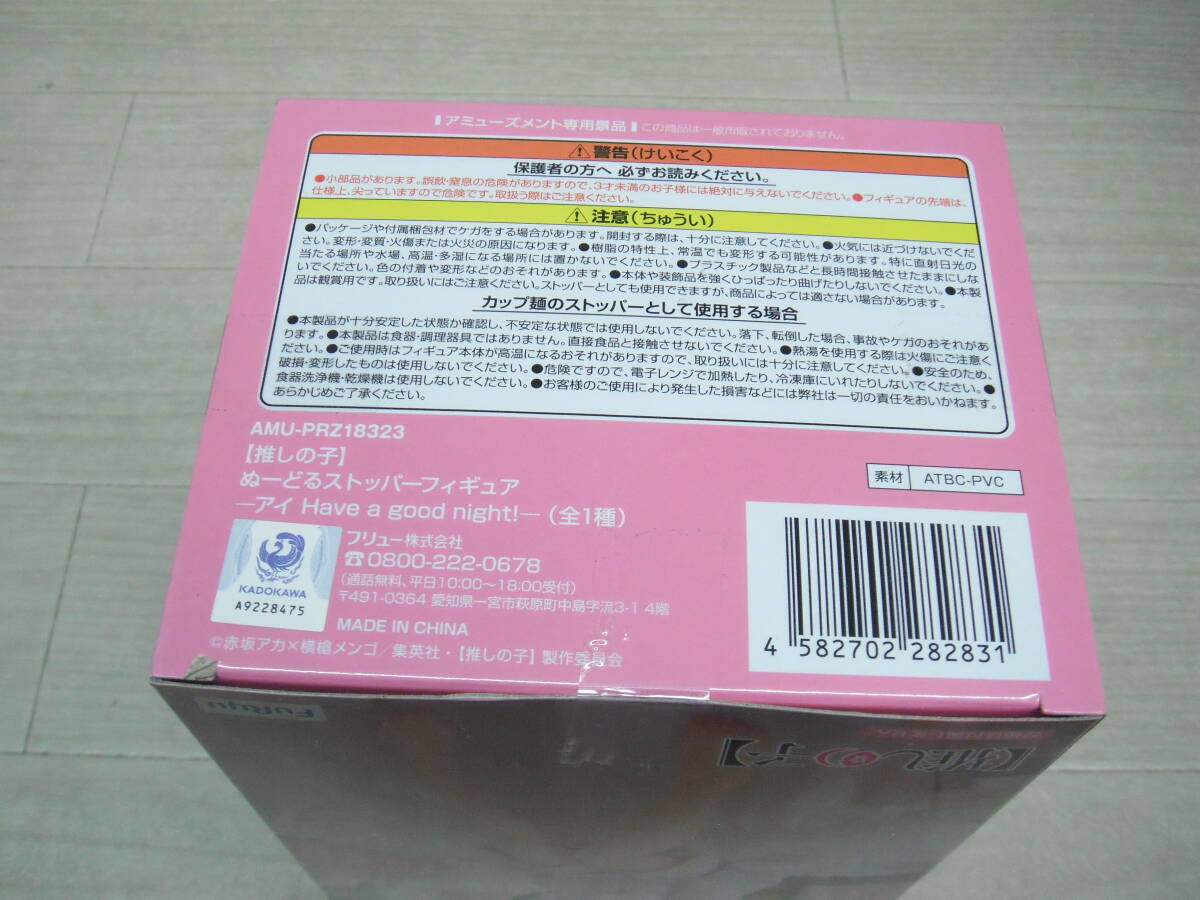 アミューズメント専用景品 この商品は一般市販されておりません。
警告(けいこく)
保護者の方へ 必ずお読みください。
●小部品があります。誤飲・窒息の危険がありますので、3才未満のお子様には絶対に与えないでください。●フィギュアの先端は、
仕様上、尖っていますので危険です。取扱う際はご注意ください。
注意(ちゅうい)
●パッケージや付属梱包材でケガをする場合があります。開封する際は、十分に注意してください。●火気には近づけないでくだ
さい。変形・変質・火傷または火災の原因になります。●樹脂の特性上、常温でも変形する可能性があります。特に直射日光の
当たる場所や水場、高温・多湿になる場所には置かないでください。●プラスチック製品などと長時間接触させたままにしな
いでください。色の付着や変形などのおそれがあります。●本体や装飾品を強くひっぱったり曲げたりしないでください。●本製
品は観賞用です。取り扱いにはご注意ください。ストッパーとしても使用できますが、商品によっては適さない場合があります。
カップ麺のストッパーとして使用する場合
●本製品が十分安定した状態か確認し、不安定な状態では使用しないでください。落下、転倒した場合、事故やケガのおそれがあ
ります。●本製品は食器・調理器具ではありません。直接食品と接触させないでください。●熱湯を使用する際は火傷にご注意く
ださい。●ご使用時はフィギュア本体が高温になるおそれがありますので、取り扱いには十分に注意してください。●安全のため、
破損・変形したものは使用しないでください。●危険ですので、電子レンジで加熱したり、冷凍庫にいれたりしないでください。●
食器洗浄機・乾燥機は使用しないでください。●お客様のご使用により発生した損害などには弊社は一切の責任をおいかねます。
あらかじめご了承ください。
AMU-PRZ18323
【推しの子】
ぬーどるストッパーフィギュア
―アイ Have a good night!―(全1種)
素材 ATBC-PVC
フリュー株式会社
☎0800-222-0678
(通話無料、平日10:00〜18:00受付)
〒491-0364 愛知県一宮市萩原町中島字流3-1 4階
MADE IN CHINA
KADOKAWA
A9228475
©赤坂アカ×横槍メンゴ/集英社・【推しの子】製作委員会
4 582702 282831
FuRyu
【推しの子】